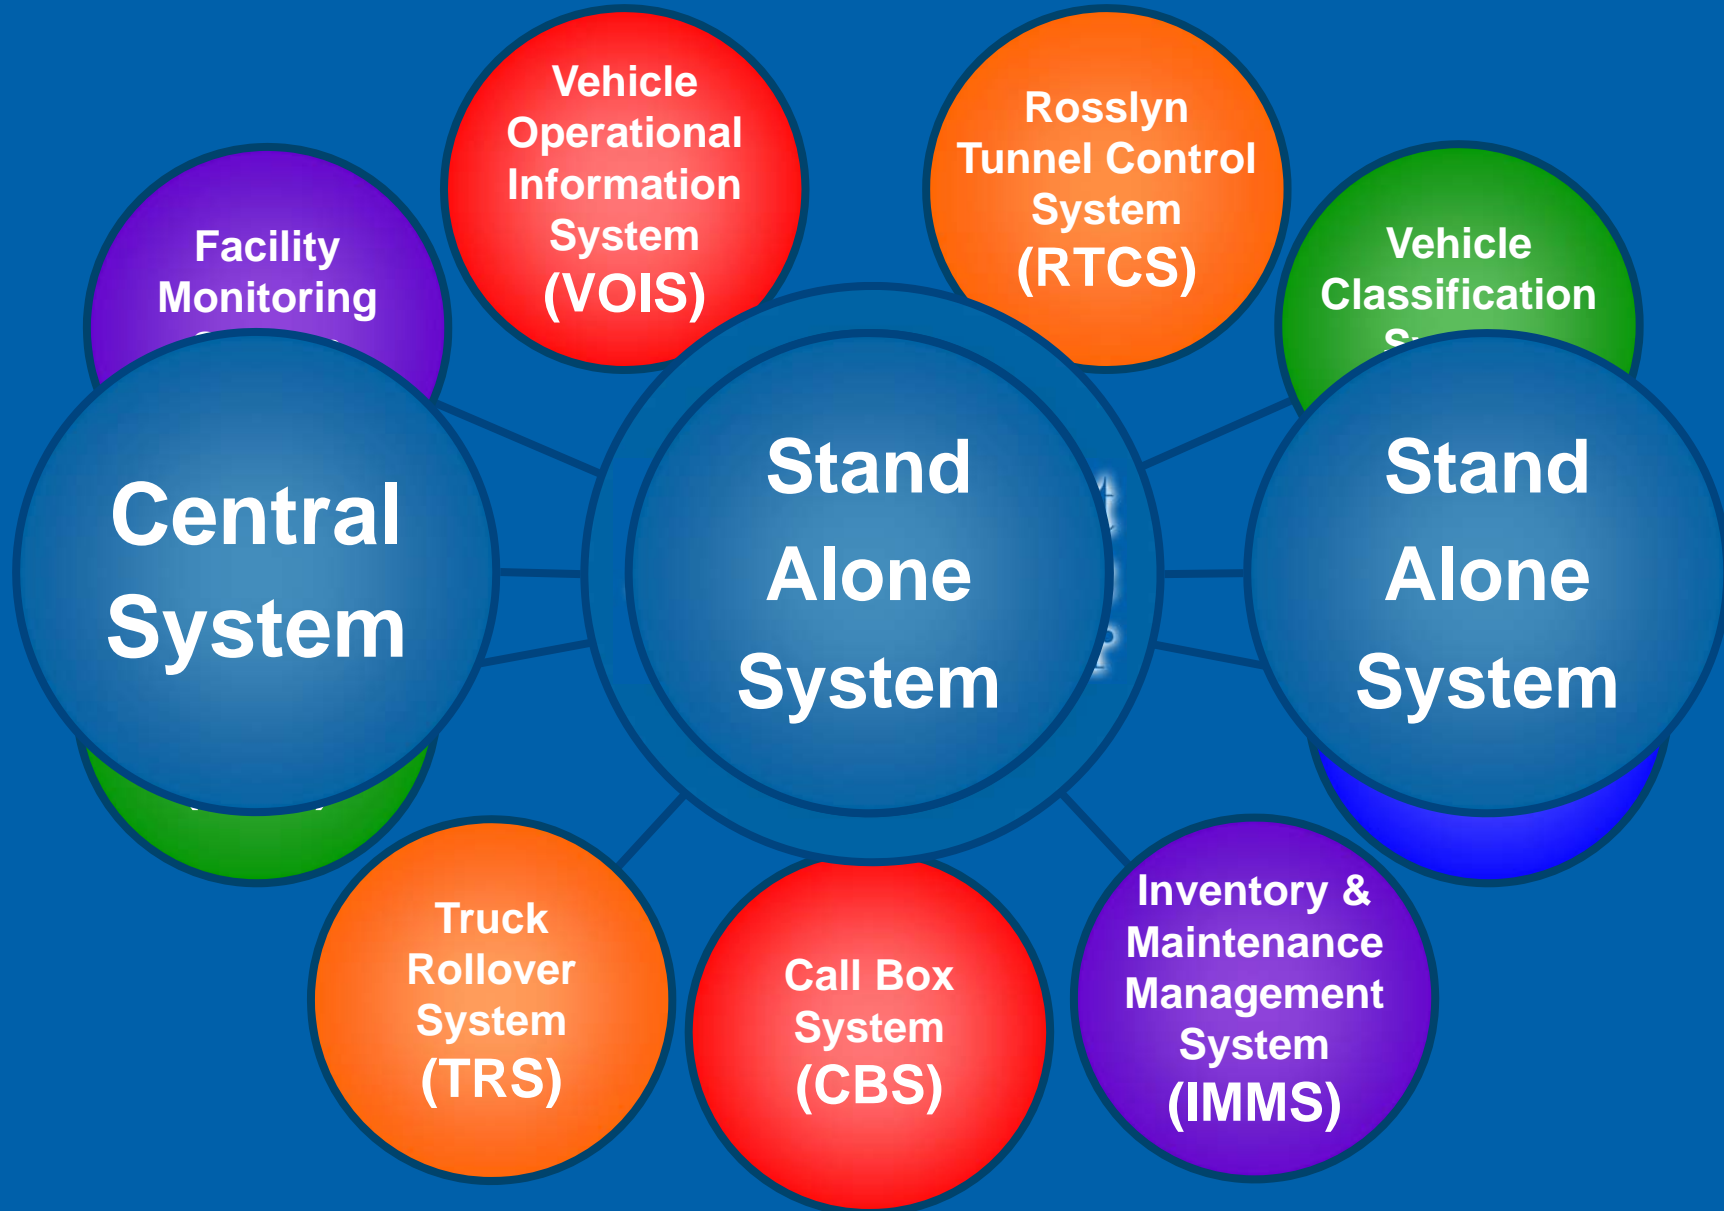 Vehicle
Operational
Information
System
(VOIS)
Rosslyn
Tunnel Control
System
(RTCS)
Facility
Monitoring
Vehicle
Classification
Central
System
Stand
Alone
System
Stand
Alone
System
Truck
Rollover
System
(TRS)
Call Box
System
(CBS)
Inventory &
Maintenance
Management
System
(IMMS)